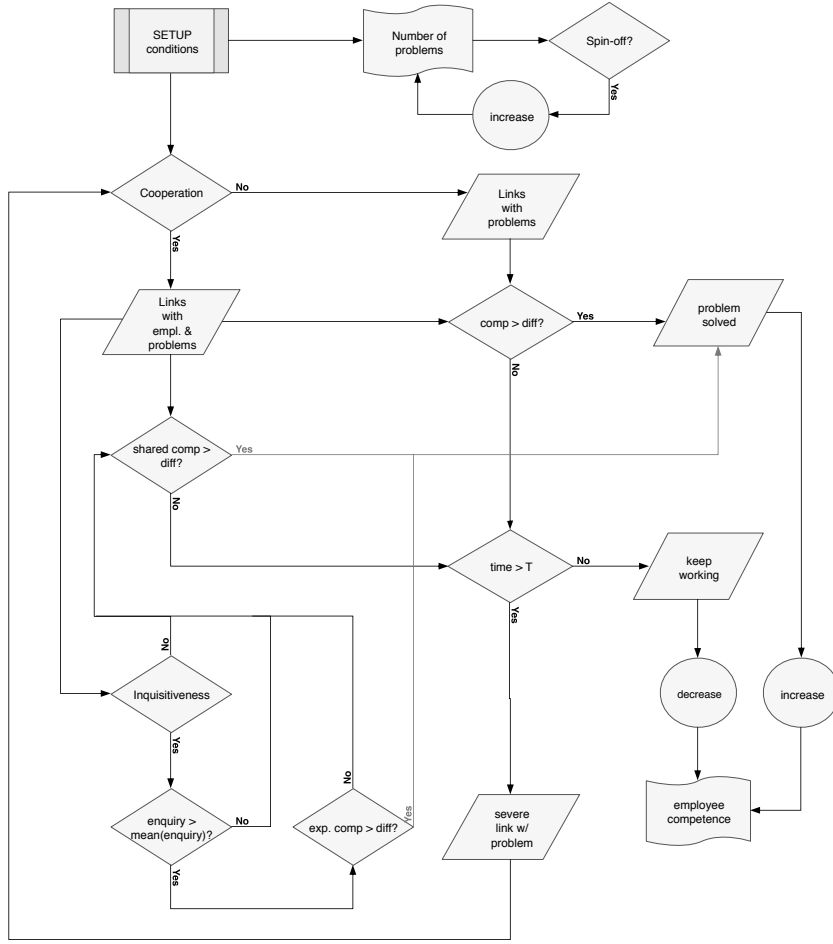 SETUP
conditions
Number of
problems
Spin-off?
Yes
increase
Cooperation
No
Links
with
problems
Yes
Links
with
empl. &
problems
comp > diff?
Yes
problem
solved
No
shared comp >
diff?
Yes
No
time > T
No
keep
working
Yes
No
No
Inquisitiveness
decrease
increase
Yes
enquiry >
mean(enquiry)?
No
exp. comp > diff?
Yes
severe
link w/
problem
employee
competence
Yes